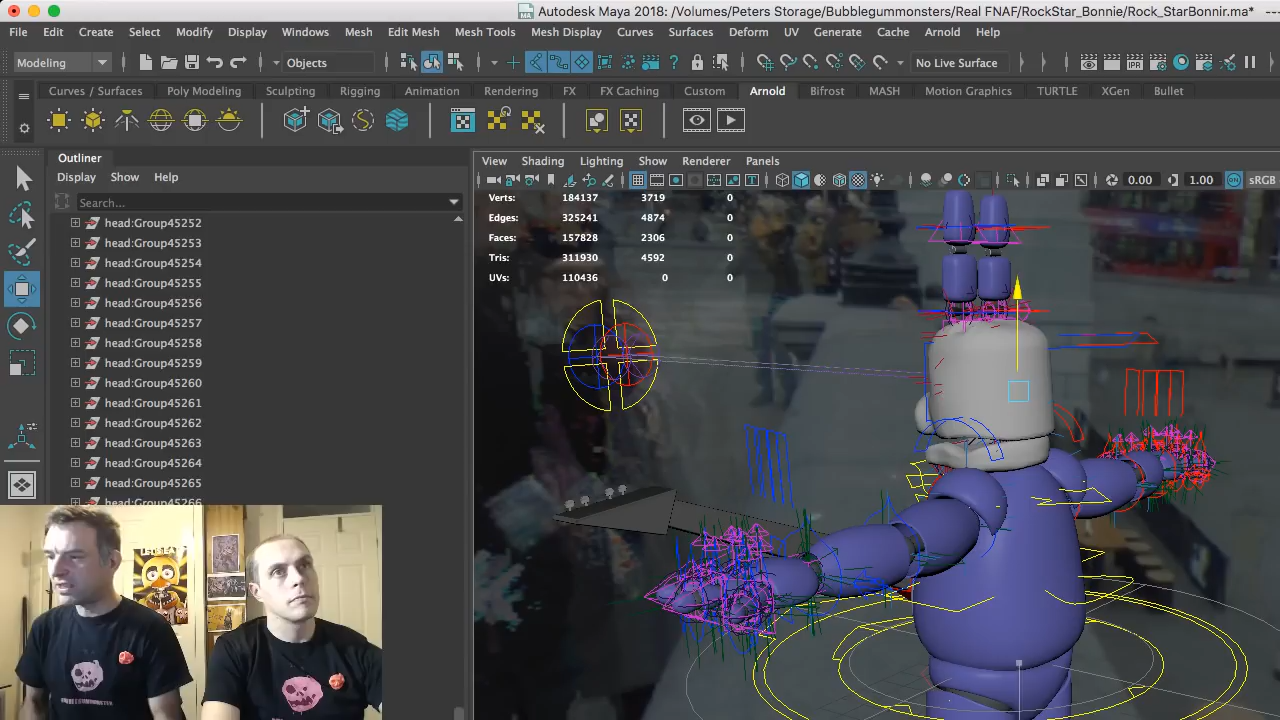 Autodesk Maya 2018: /Volumes/Peters Storage/Bubblegummonsters/Real FNAF/RockStar_Bonnie/Rock_StarBonnir.ma* ---
File Edit Create Select Modify Display Windows Mesh Edit Mesh Mesh Tools Mesh Display Curves Surfaces Deform UV Generate Cache Arnold Help
Modeling Objects No Live Surface
Curves / Surfaces Poly Modeling Sculpting Rigging Animation Rendering FX FX Caching Custom Arnold Bifrost MASH Motion Graphics TURTLE XGen Bullet
Outliner
Display Show Help
Search...
head:Group45252
head:Group45253
head:Group45254
head:Group45255
head:Group45256
head:Group45257
head:Group45258
head:Group45259
head:Group45260
head:Group45261
head:Group45262
head:Group45263
head:Group45264
head:Group45265
head:Group45266
View Shading Lighting Show Renderer Panels
0.00 1.00 sRGB
Verts: 184137 3719 0
Edges: 325241 4874 0
Faces: 157828 2306 0
Tris: 311930 4592 0
UVs: 110436 0 0